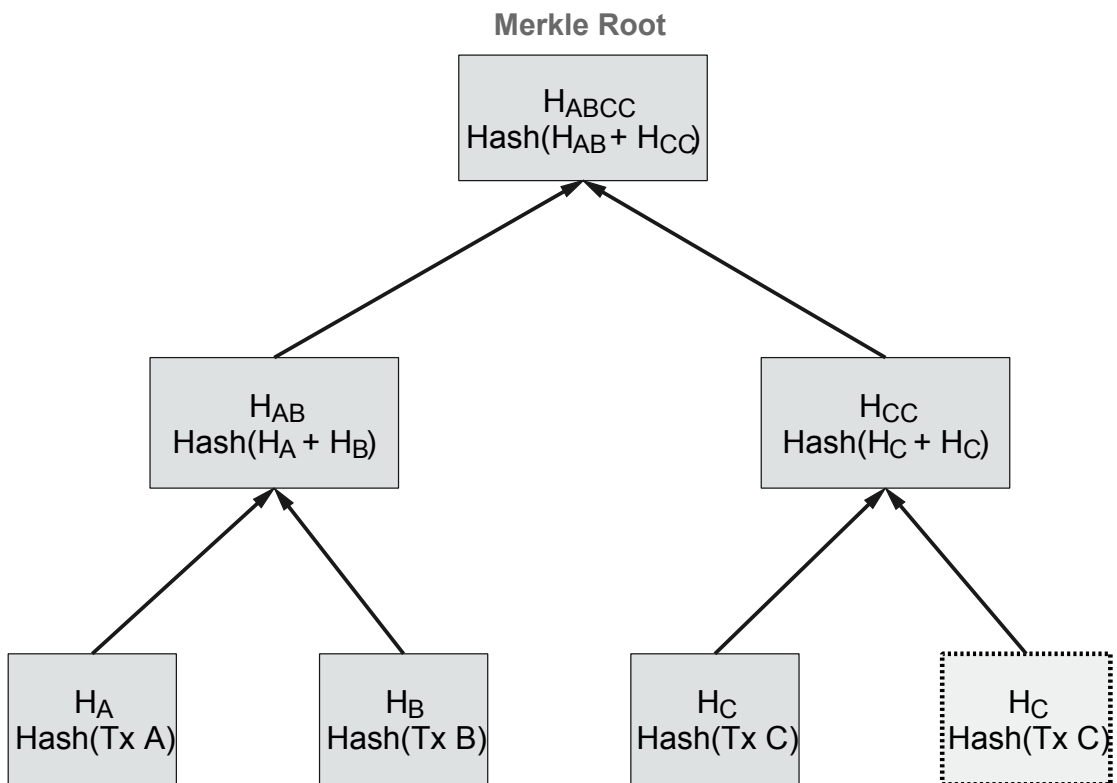 Merkle Root
HABCC
Hash(HAB + HCC)
HAB
Hash(HA + HB)
HCC
Hash(HC + HC)
HA
Hash(Tx A)
HB
Hash(Tx B)
HC
Hash(Tx C)
HC
Hash(Tx C)